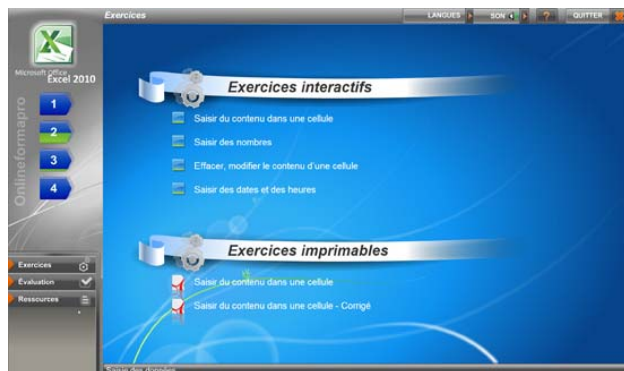 Exercices
LANGUES
SON
?
QUITTER
Microsoft Office
Excel 2010
Onlineformapro
1
2
3
4
Exercices interactifs
Saisir du contenu dans une cellule
Saisir des nombres
Effacer, modifier le contenu d'une cellule
Saisir des dates et des heures
Exercices imprimables
Saisir du contenu dans une cellule
Saisir du contenu dans une cellule - Corrigé
Exercices
Évaluation
Ressources
Saisir des données